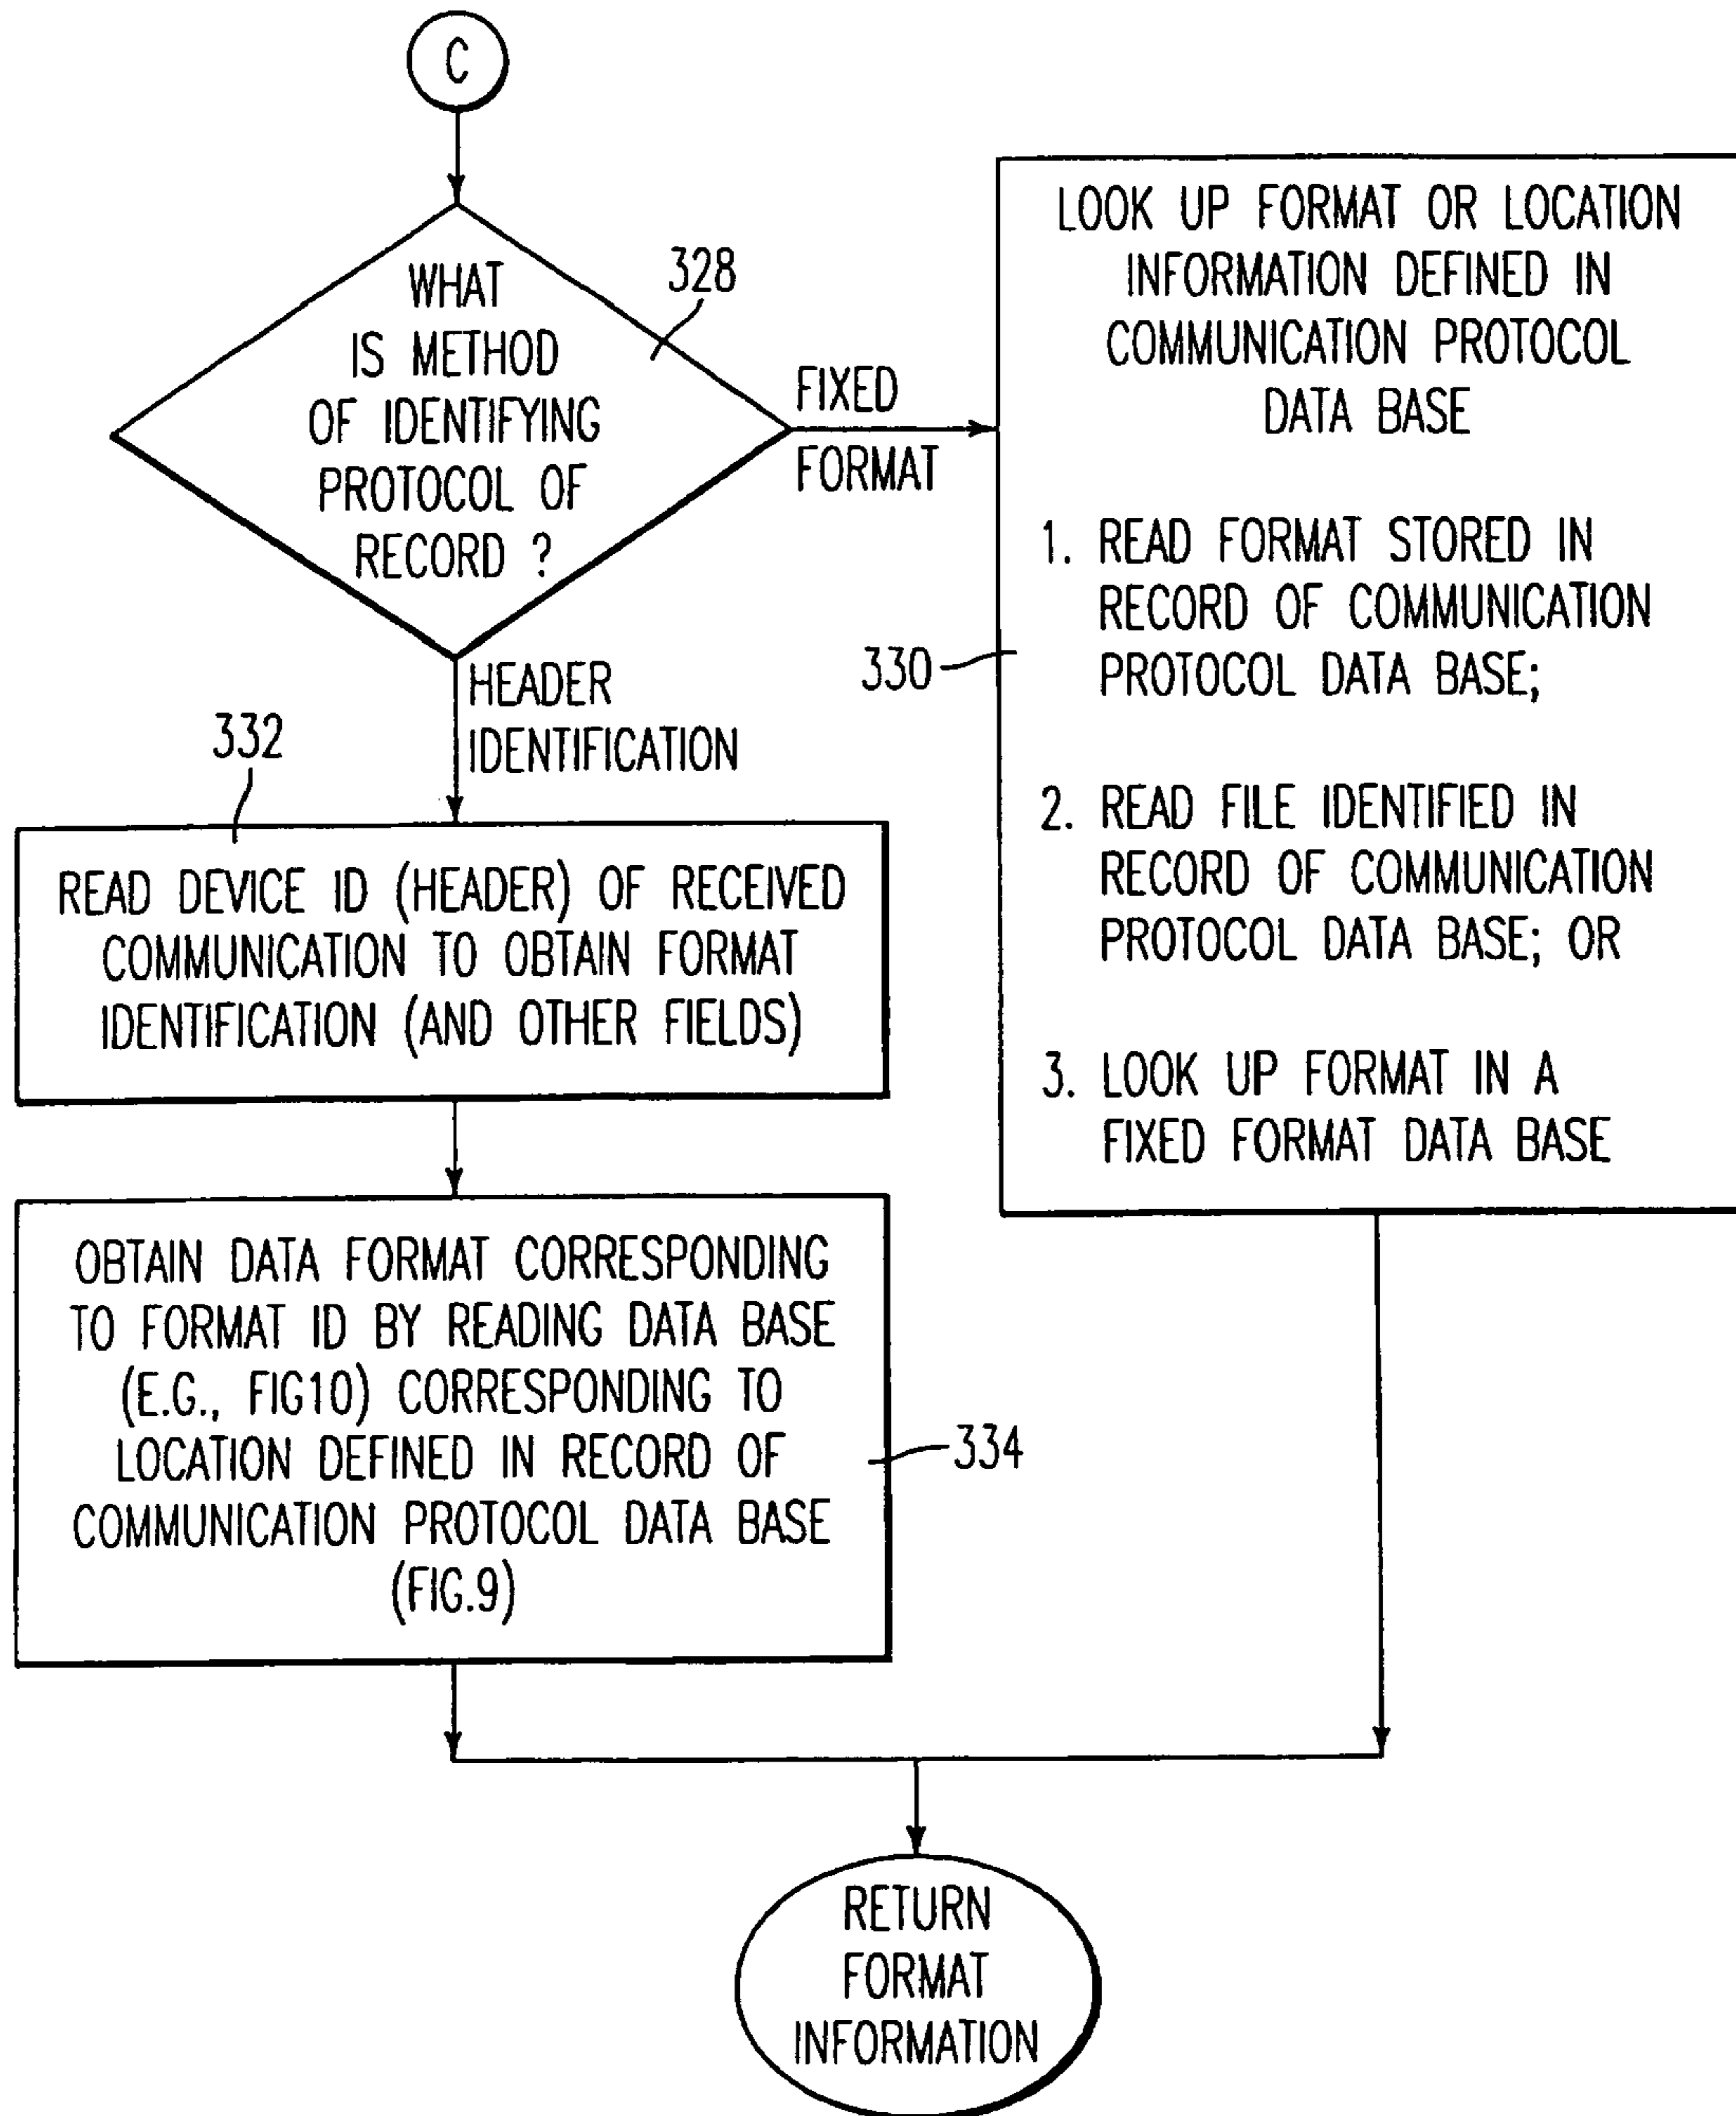 C
WHAT
IS METHOD
OF IDENTIFYING
PROTOCOL OF
RECORD ?
328
FIXED
FORMAT
LOOK UP FORMAT OR LOCATION
INFORMATION DEFINED IN
COMMUNICATION PROTOCOL
DATA BASE
1. READ FORMAT STORED IN
RECORD OF COMMUNICATION
PROTOCOL DATA BASE;
2. READ FILE IDENTIFIED IN
RECORD OF COMMUNICATION
PROTOCOL DATA BASE; OR
3. LOOK UP FORMAT IN A
FIXED FORMAT DATA BASE
330
HEADER
IDENTIFICATION
332
READ DEVICE ID (HEADER) OF RECEIVED
COMMUNICATION TO OBTAIN FORMAT
IDENTIFICATION (AND OTHER FIELDS)
OBTAIN DATA FORMAT CORRESPONDING
TO FORMAT ID BY READING DATA BASE
(E.G., FIG10) CORRESPONDING TO
LOCATION DEFINED IN RECORD OF
COMMUNICATION PROTOCOL DATA BASE
(FIG.9)
334
RETURN
FORMAT
INFORMATION